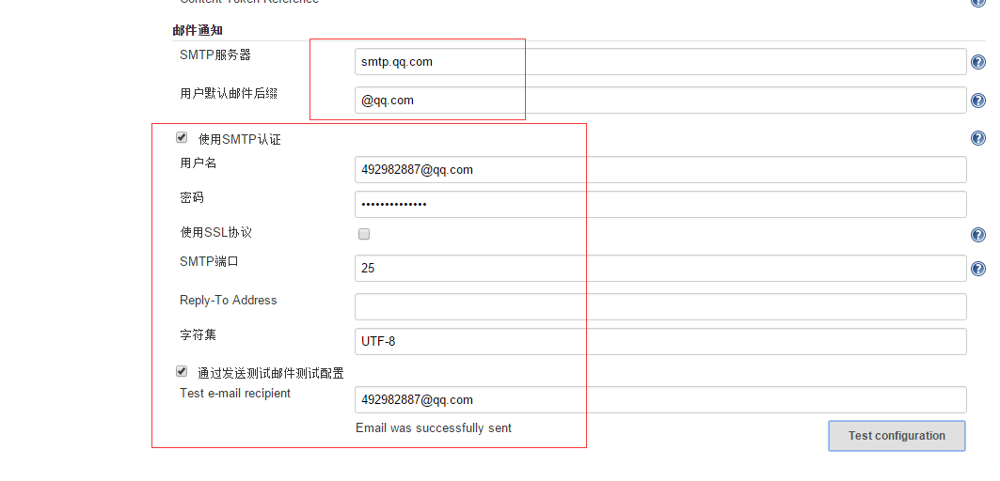 Content Token Reference
邮件通知
SMTP服务器
smtp.qq.com
用户默认邮件后缀
@qq.com
使用SMTP认证
用户名
492982887@qq.com
密码
••••••••••••••
使用SSL协议
SMTP端口
25
Reply-To Address
字符集
UTF-8
通过发送测试邮件测试配置
Test e-mail recipient
492982887@qq.com
Email was successfully sent
Test configuration